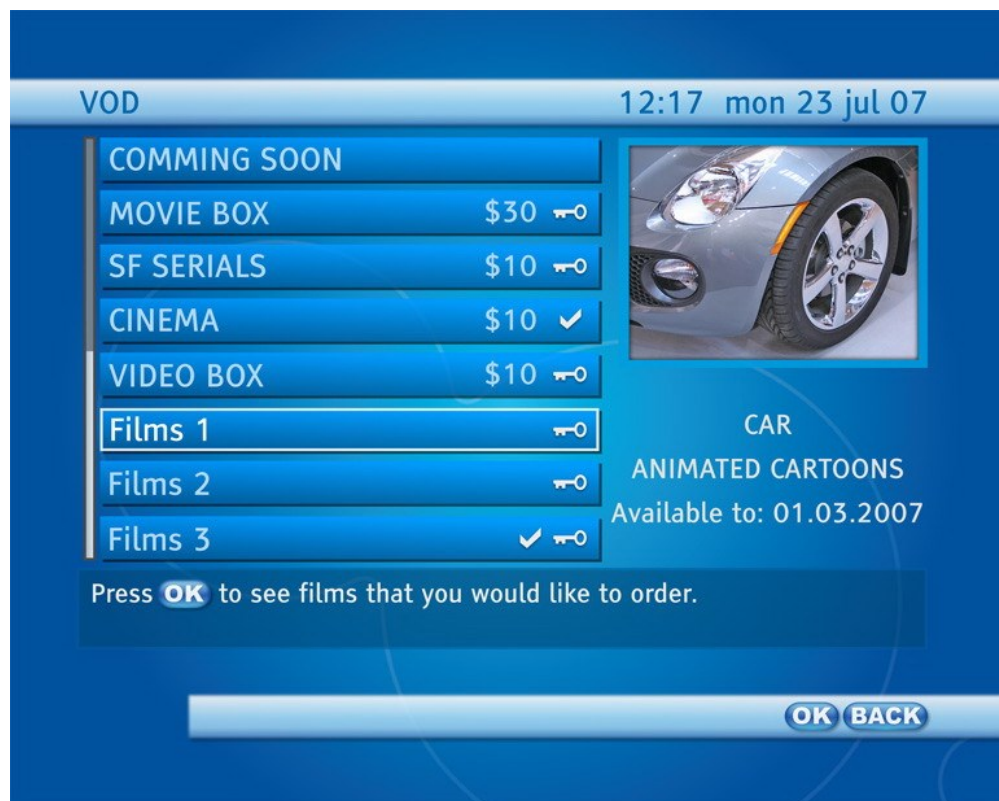 VOD
12:17 mon 23 jul 07
COMMING SOON
MOVIE BOX $30
SF SERIALS $10
CINEMA $10
VIDEO BOX $10
Films 1
Films 2
Films 3
CAR
ANIMATED CARTOONS
Available to: 01.03.2007
Press OK to see films that you would like to order.
OK BACK